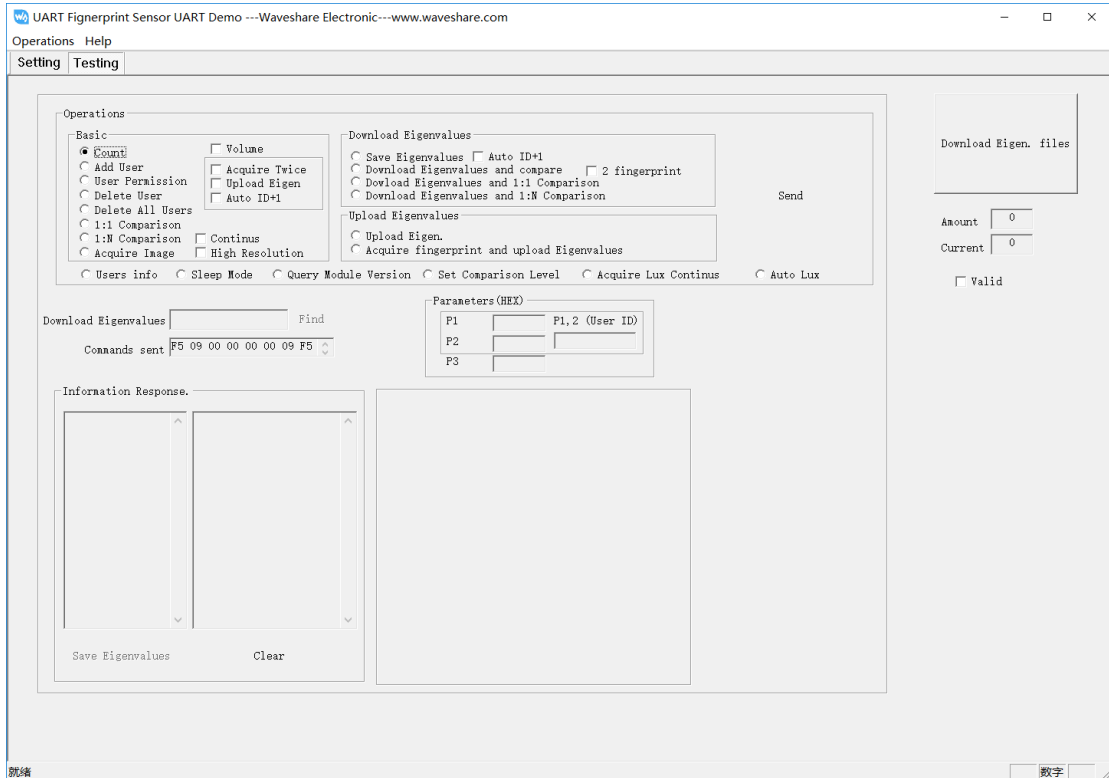 UART Fignerprint Sensor UART Demo ---Waveshare Electronic---www.waveshare.com
Operations Help
Setting Testing
Operations
Basic
Count
Add User
User Permission
Delete User
Delete All Users
1:1 Comparison
1:N Comparison
Acquire Image
Volume
Acquire Twice
Upload Eigen
Auto ID+1
Continus
High Resolution
Download Eigenvalues
Save Eigenvalues Auto ID+1
Download Eigenvalues and compare 2 fingerprint
Dowload Eigenvalues and 1:1 Comparison
Download Eigenvalues and 1:N Comparison
Upload Eigenvalues
Upload Eigen.
Acquire fingerprint and upload Eigenvalues
Send
Users info Sleep Mode Query Module Version Set Comparison Level Acquire Lux Continus Auto Lux
Download Eigenvalues Find
Commands sent F5 09 00 00 00 00 09 F5
Parameters(HEX)
P1 P1,2 (User ID)
P2
P3
Information Response.
Save Eigenvalues Clear
Download Eigen. files
Amount 0
Current 0
Valid
就绪 数字